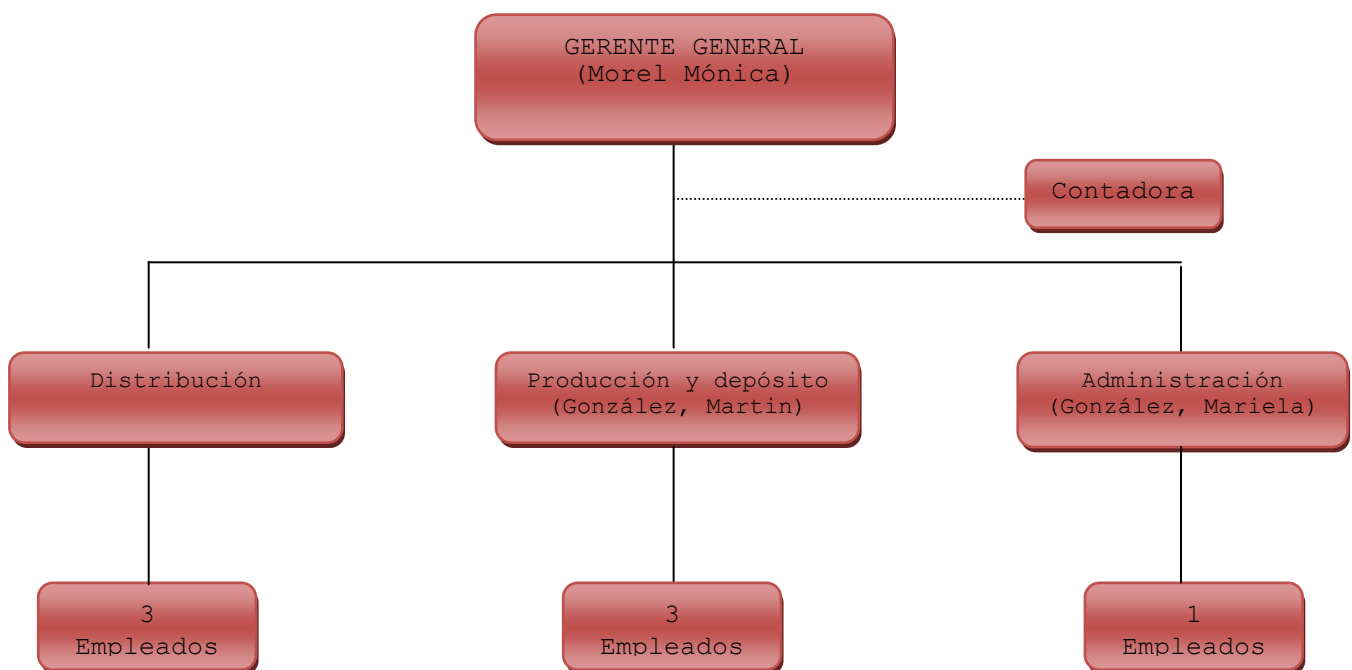 GERENTE GENERAL
(Morel Mónica)
Contadora
Distribución
Producción y depósito
(González, Martin)
Administración
(González, Mariela)
3
Empleados
3
Empleados
1
Empleados